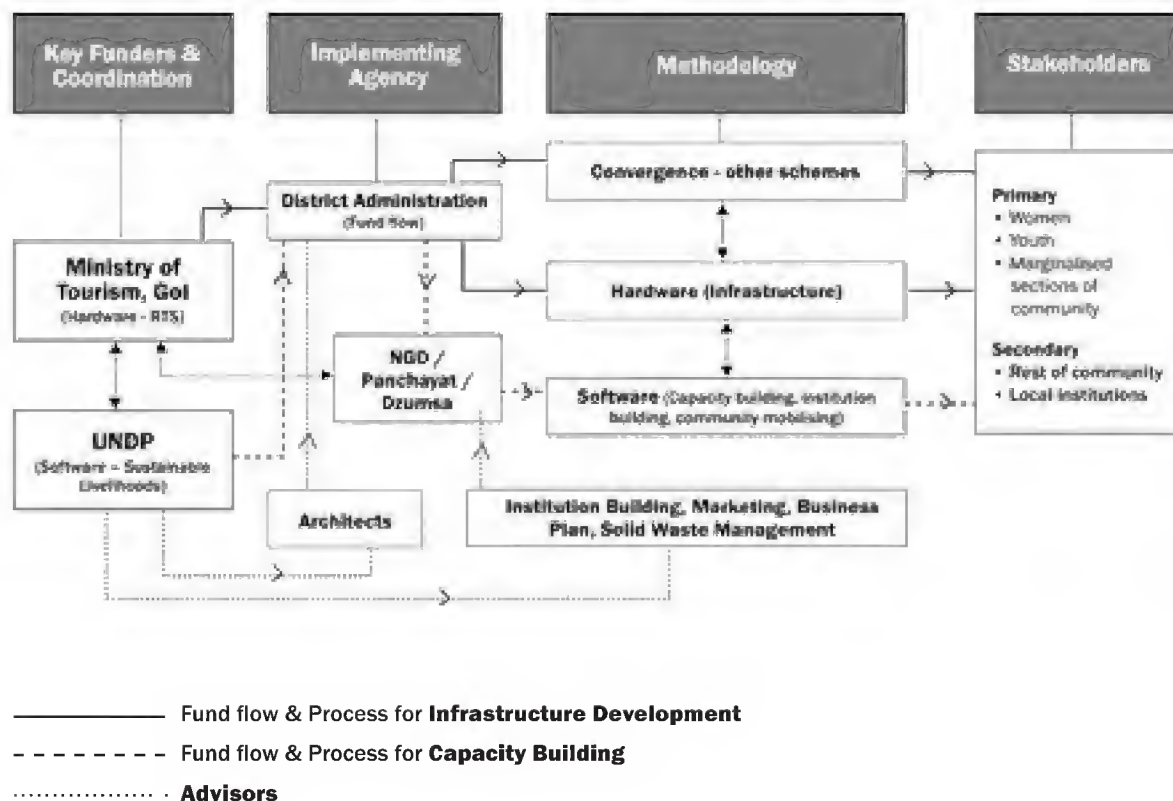 Key Funders &
Coordination
Implementing
Agency
Methodology
Stakeholders
Convergence - other schemes
District Administration
(Fund flow)
Primary
• Women
• Youth
• Marginalised
sections of
community
Secondary
• Rest of community
• Local institutions
Ministry of
Tourism, GoI
(Hardware - RTS)
Hardware (Infrastructure)
NGO /
Panchayat /
Dzumsa
Software (Capacity building, institution
building, community mobilising)
UNDP
(Software – Sustainable
Livelihoods)
Architects
Institution Building, Marketing, Business
Plan, Solid Waste Management
Fund flow & Process for Infrastructure Development
Fund flow & Process for Capacity Building
Advisors